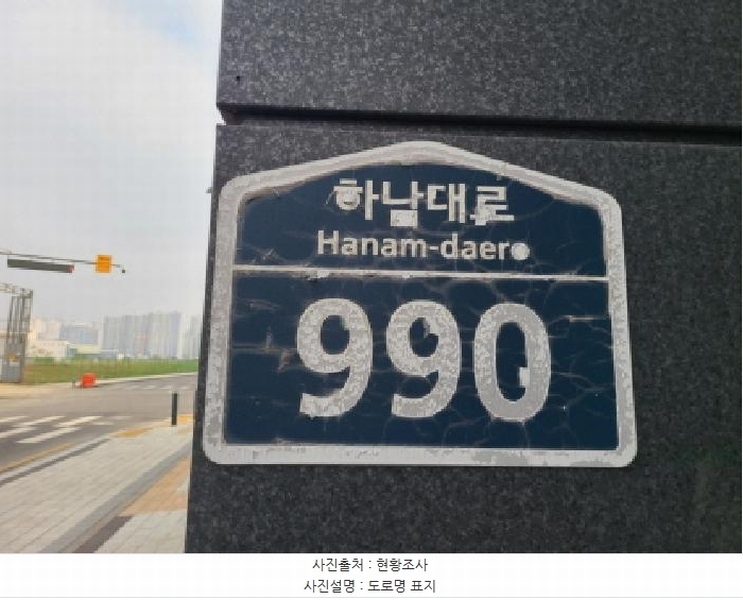 하남대로
Hanam-daero
990
사진출처 : 현황조사
사진설명 : 도로명 표지